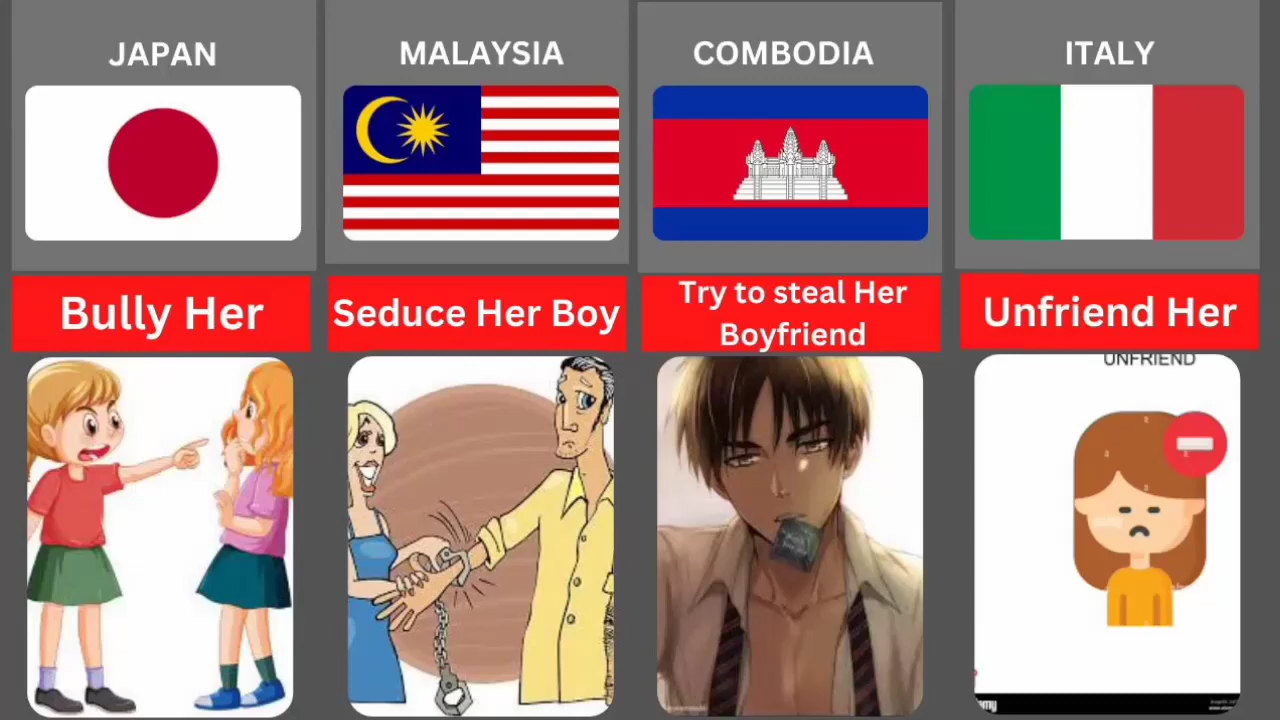 JAPAN
MALAYSIA
COMBODIA
ITALY
Bully Her
Seduce Her Boy
Try to steal Her
Boyfriend
Unfriend Her
UNFRIEND